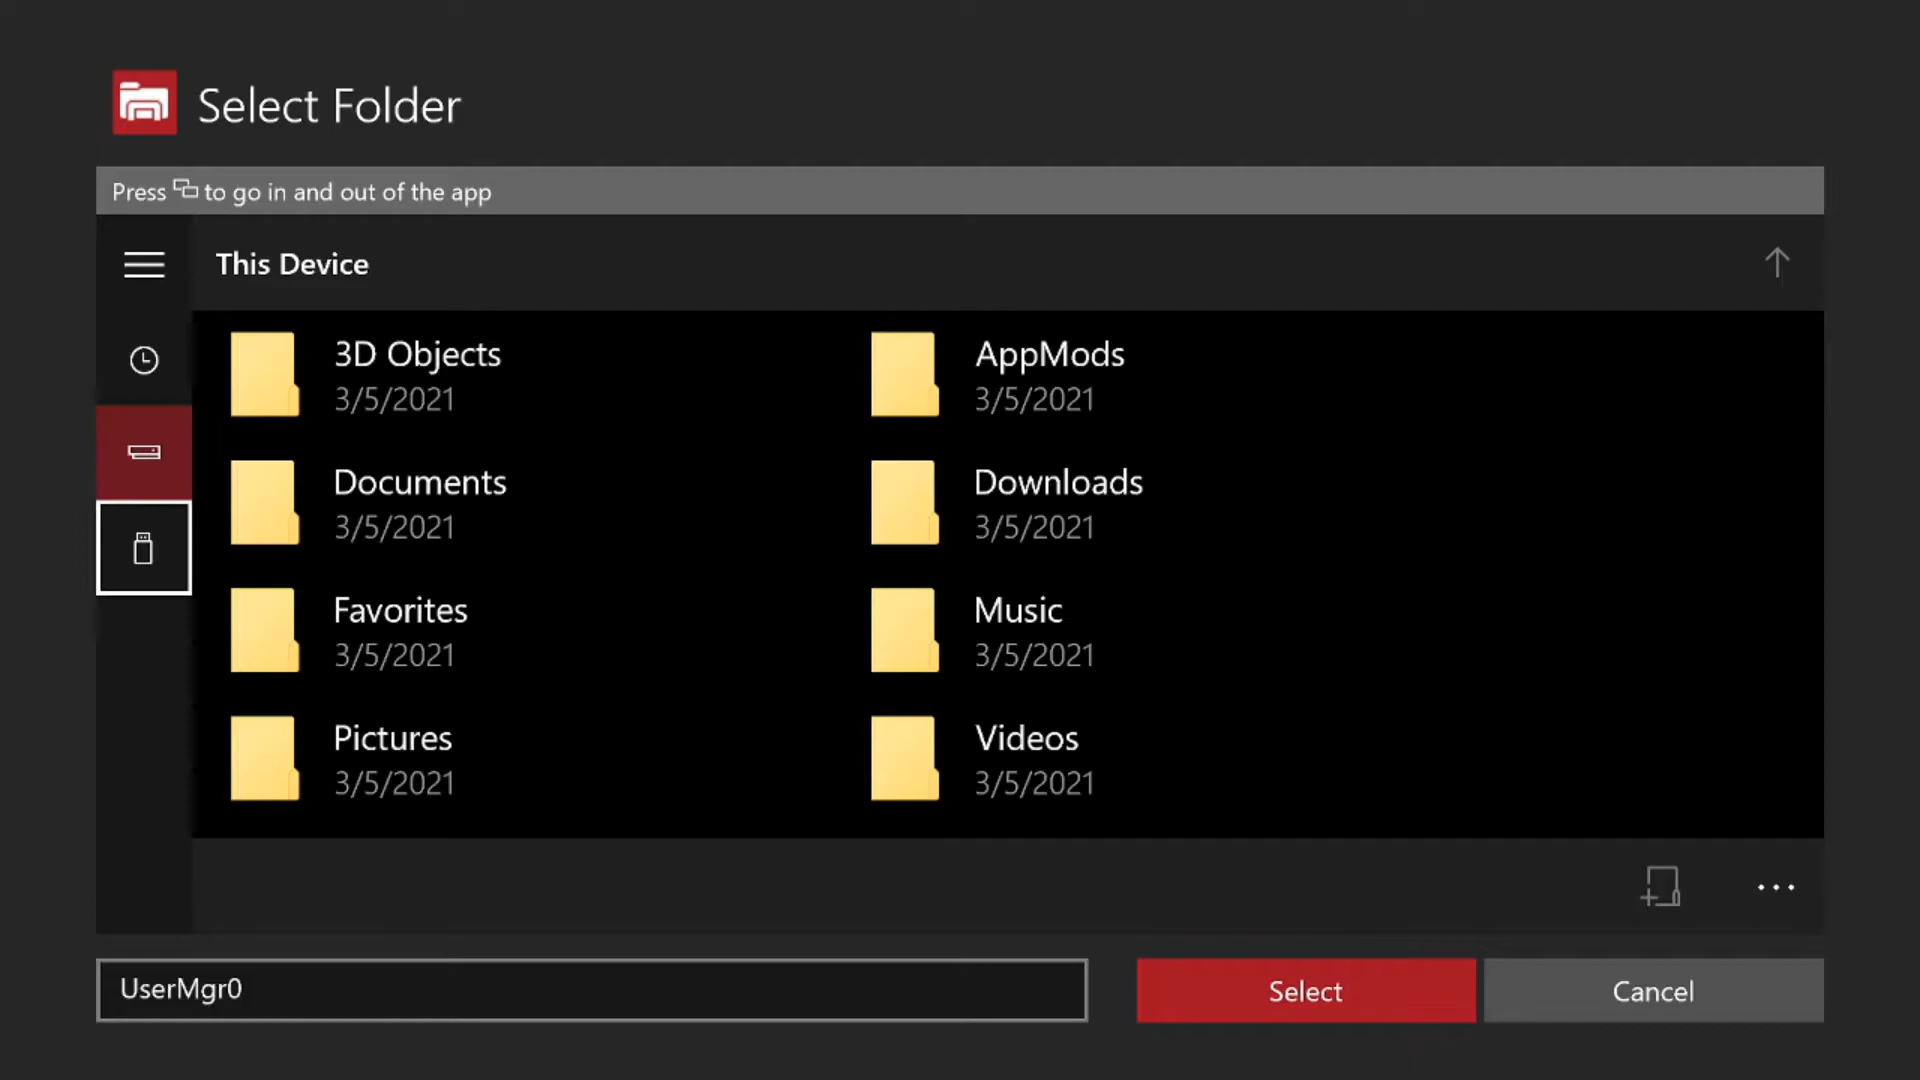 Select Folder
Press to go in and out of the app
This Device
3D Objects
3/5/2021
AppMods
3/5/2021
Documents
3/5/2021
Downloads
3/5/2021
Favorites
3/5/2021
Music
3/5/2021
Pictures
3/5/2021
Videos
3/5/2021
UserMgr0
Select
Cancel